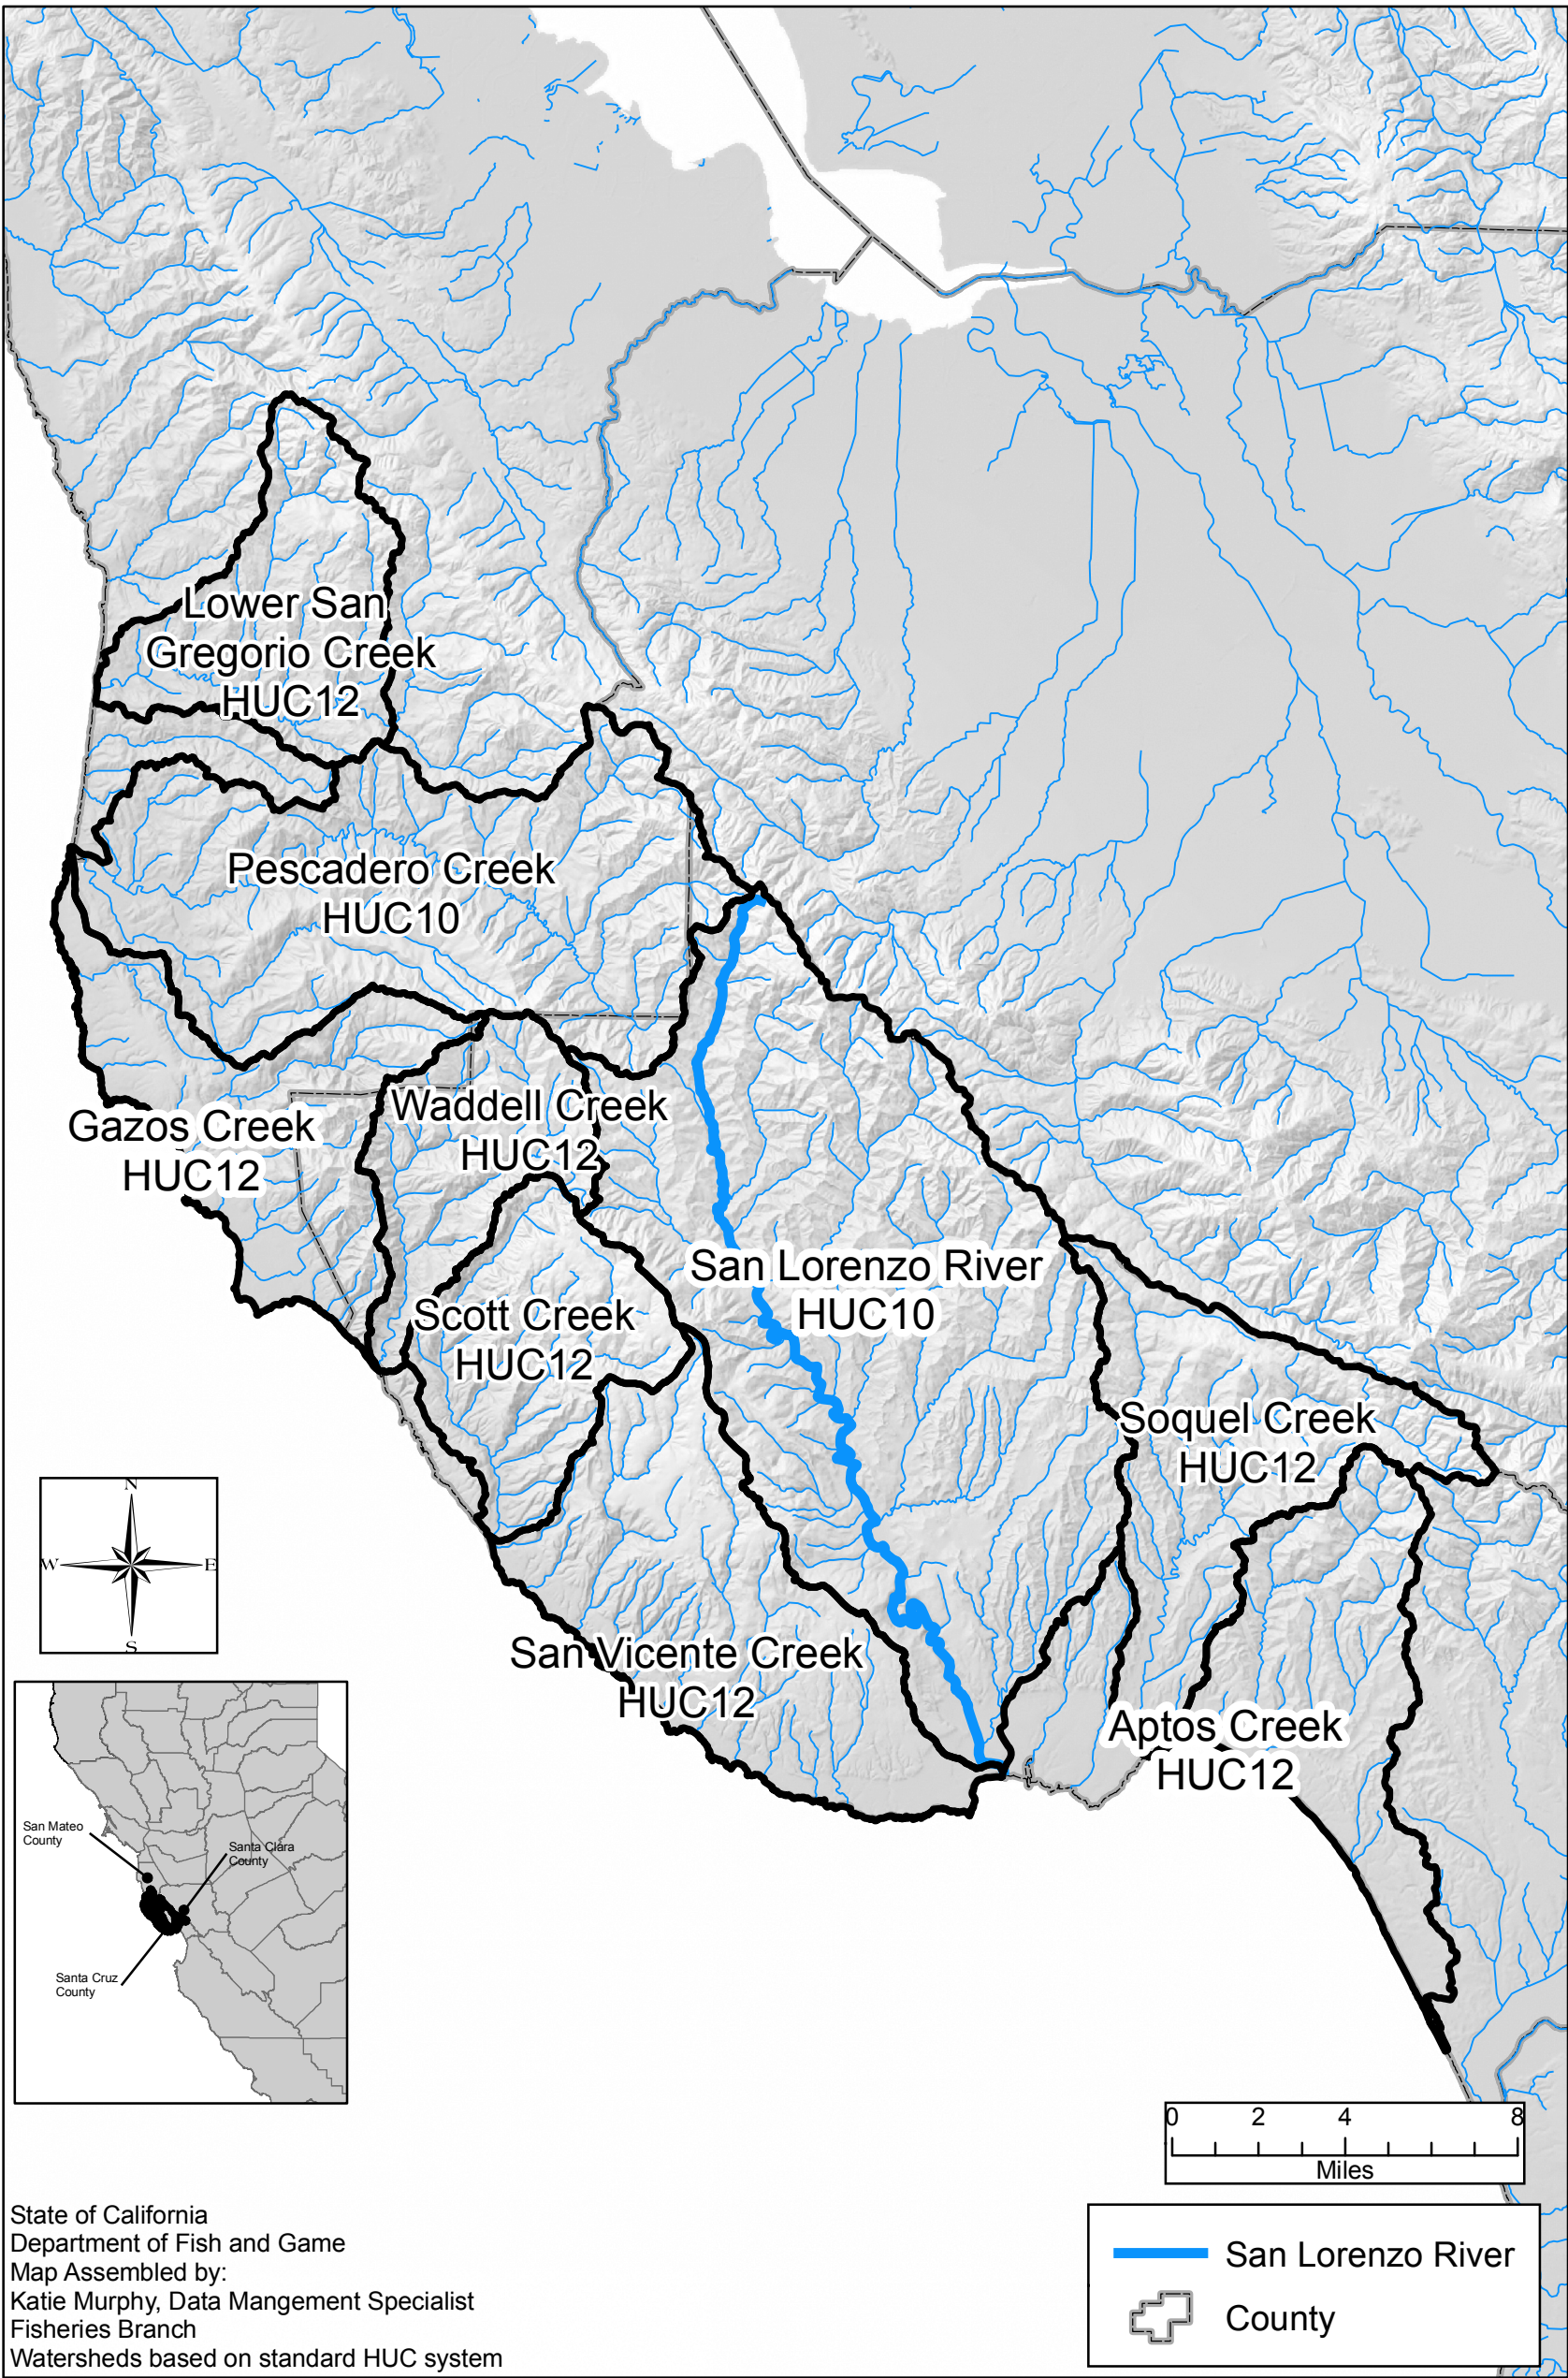 Lower San
Gregorio Creek
HUC12
Pescadero Creek
HUC10
Gazos Creek
HUC12
Waddell Creek
HUC12
San Lorenzo River
HUC10
Scott Creek
HUC12
Soquel Creek
HUC12
San Vicente Creek
HUC12
Aptos Creek
HUC12
N
W
E
S
San Mateo
County
Santa Clara
County
Santa Cruz
County
0 2 4 8
Miles
San Lorenzo River
County
State of California
Department of Fish and Game
Map Assembled by:
Katie Murphy, Data Mangement Specialist
Fisheries Branch
Watersheds based on standard HUC system